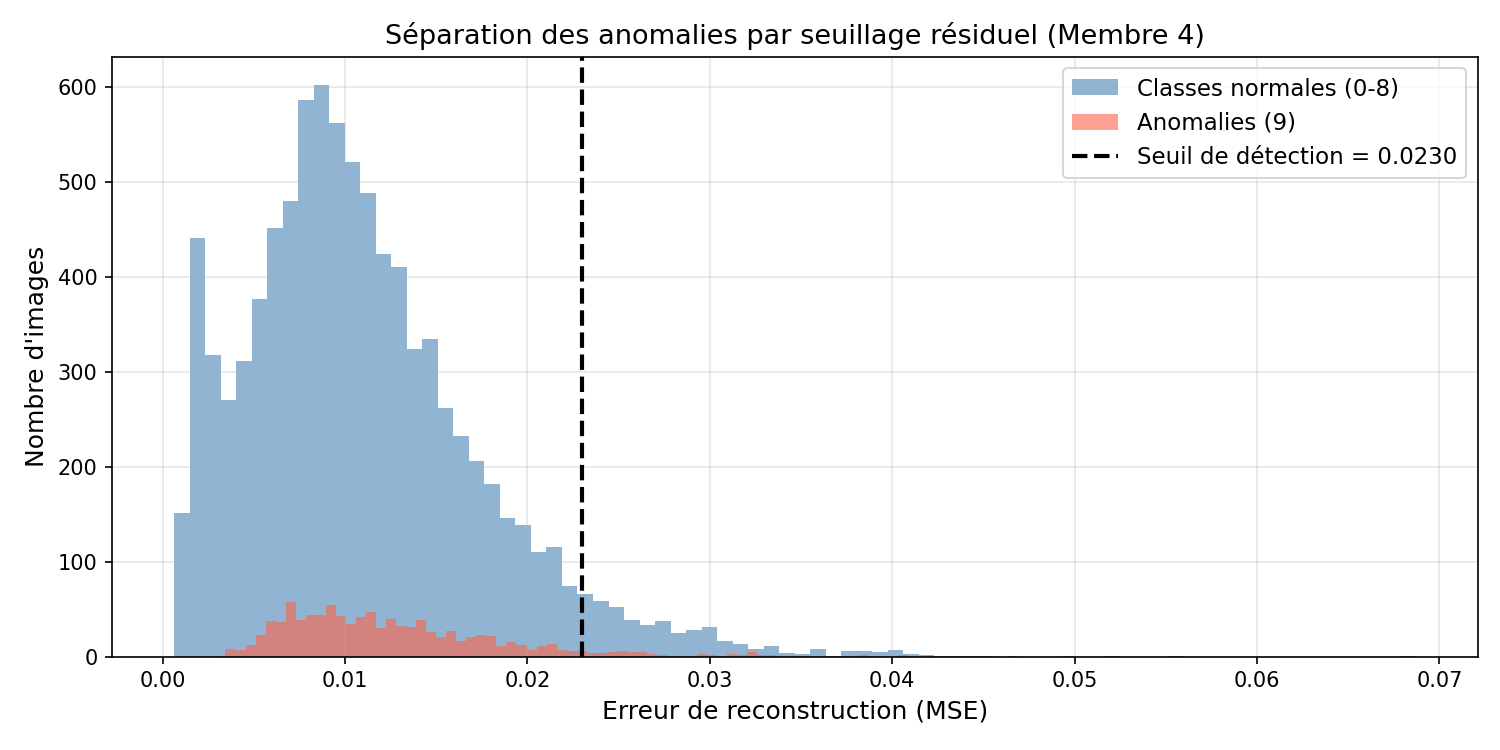 Séparation des anomalies par seuillage résiduel (Membre 4)
Classes normales (0-8)
Anomalies (9)
Seuil de détection = 0.0230
Nombre d'images
600
500
400
300
200
100
0
0.00 0.01 0.02 0.03 0.04 0.05 0.06 0.07
Erreur de reconstruction (MSE)